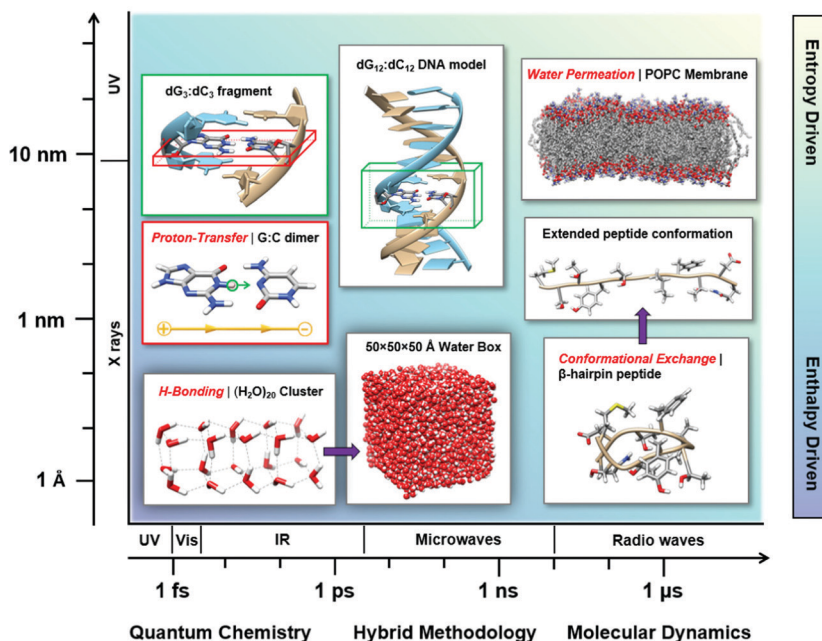 dG3:dC3 fragment
dG12:dC12 DNA model
Water Permeation | POPC Membrane
Proton-Transfer | G:C dimer
Extended peptide conformation
H-Bonding | (H2O)20 Cluster
50×50×50 Å Water Box
Conformational Exchange |
β-hairpin peptide
UV
X rays
10 nm
1 nm
1 Å
Entropy Driven
Enthalpy Driven
UV Vis IR Microwaves Radio waves
1 fs 1 ps 1 ns 1 µs
Quantum Chemistry Hybrid Methodology Molecular Dynamics